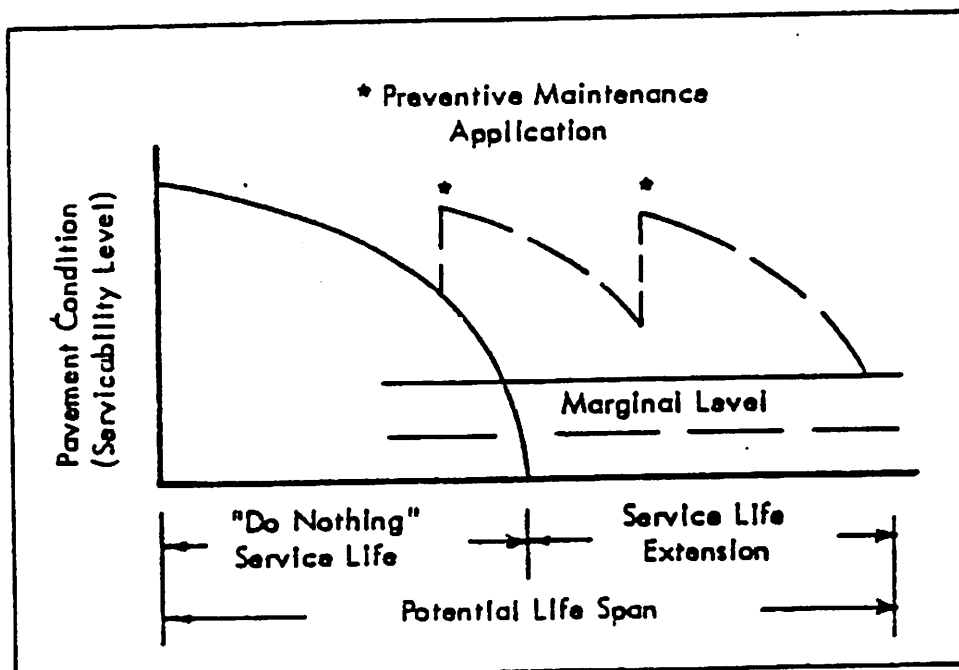 * Preventive Maintenance
Application
*
*
Pavement Condition
(Servicability Level)
Marginal Level
"Do Nothing"
Service Life
Service Life
Extension
Potential Life Span